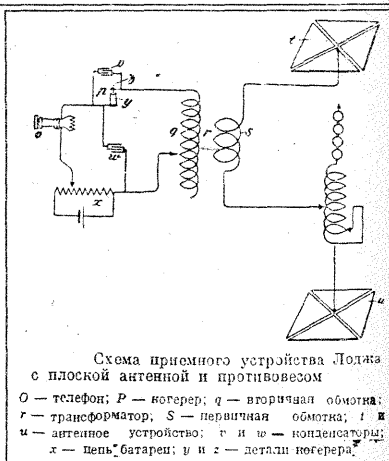 t
v
z
p
y
o
w
q
r
s
x
u
Схема приемного устройства Лоджа
с плоской антенной и противовесом
О — телефон; Р — когерер; q — вторичная обмотка;
r — трансформатор; S — первичная обмотка; t и
u — антенное устройство; v и w — конденсаторы;
x — цепь батареи; y и z — детали когерера